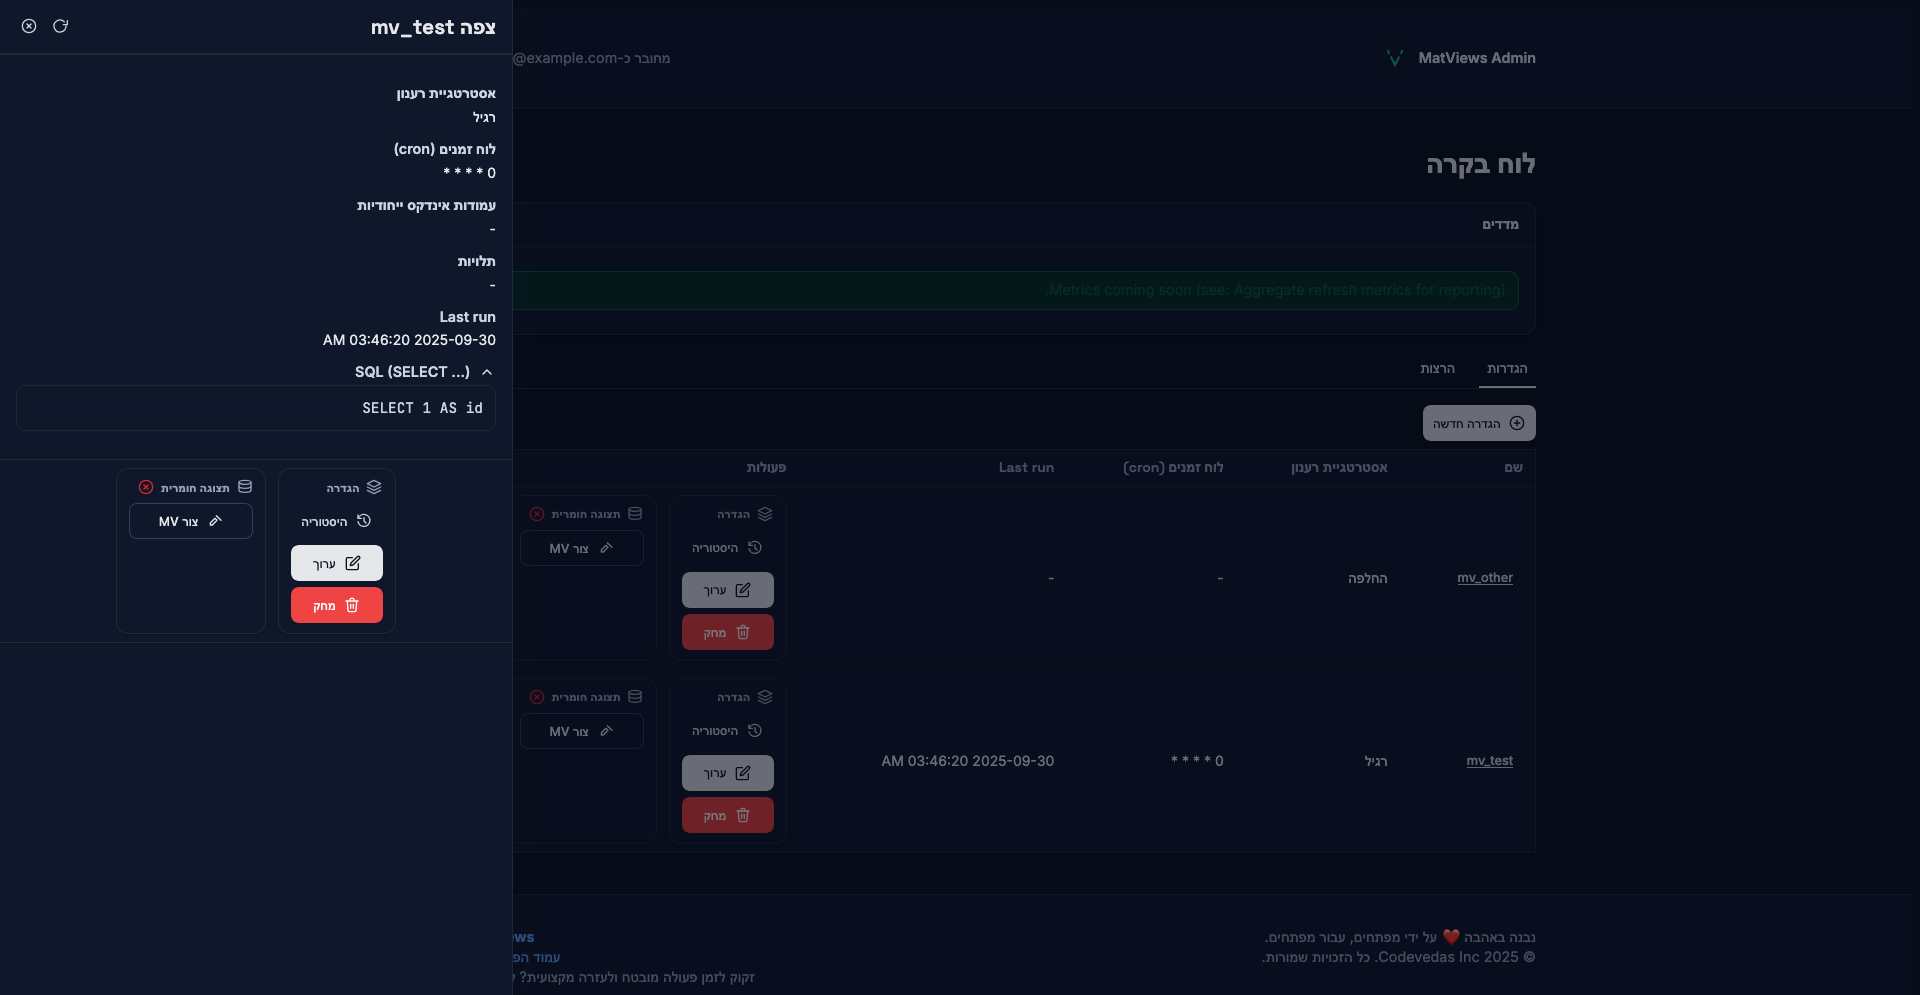 צפה mv_test
אסטרטגיית רענון
רגיל
לוח זמנים (cron)
0 * * * *
עמודות אינדקס ייחודיות
-
תלויות
-
Last run
2025-09-30 03:46:20 AM
SQL (SELECT ...)
SELECT 1 AS id
הגדרה
היסטוריה
ערוך
מחק
תצוגה חומרית
צור MV
MatViews Admin
מחובר כ-@example.com
לוח בקרה
מדדים
Metrics coming soon (see: Aggregate refresh metrics for reporting).
הגדרות
הרצות
הגדרה חדשה
שם
אסטרטגיית רענון
לוח זמנים (cron)
Last run
פעולות
mv_other
החלפה
-
-
הגדרה
היסטוריה
ערוך
מחק
תצוגה חומרית
צור MV
mv_test
רגיל
0 * * * *
2025-09-30 03:46:20 AM
הגדרה
היסטוריה
ערוך
מחק
תצוגה חומרית
צור MV
נבנה באהבה ❤️ על ידי מפתחים, עבור מפתחים.
© 2025 Codevedas Inc. כל הזכויות שמורות.
עמוד
זקוק לזמן פעולה מובטח ולעזרה מקצועית?